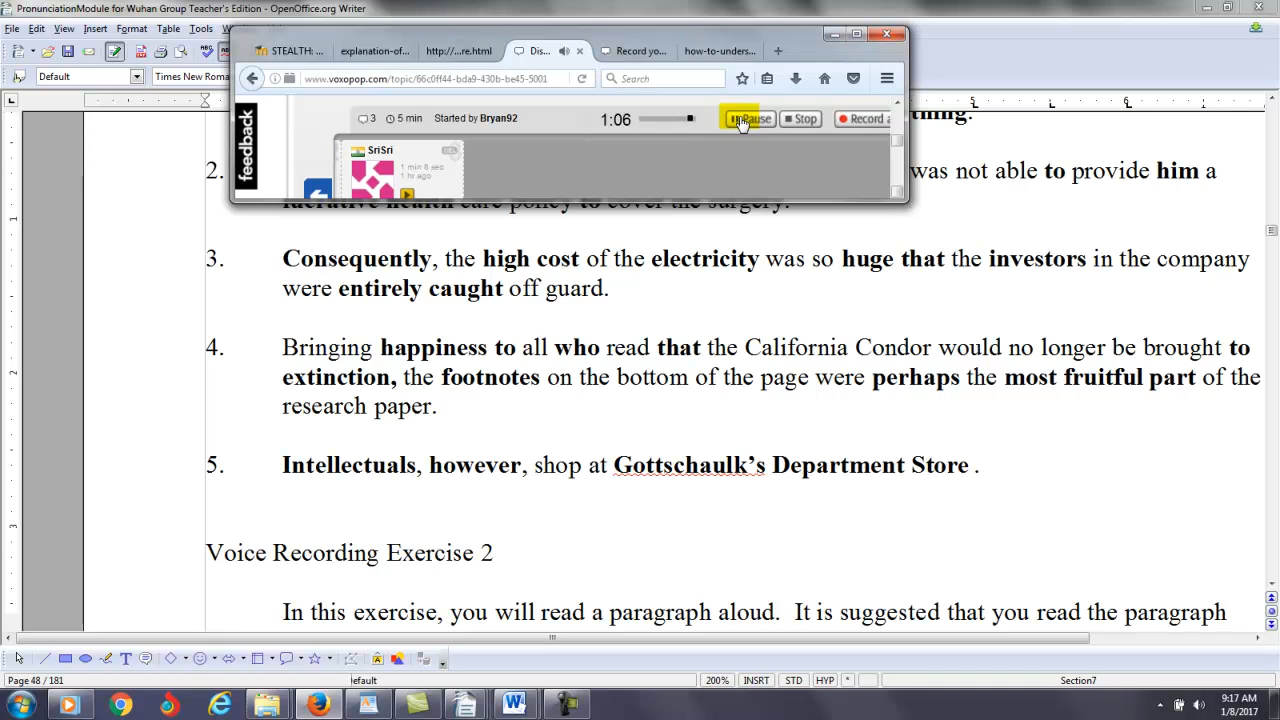 PronunciationModule for Wuhan Group Teacher's Edition - OpenOffice.org Writer
File Edit View Insert Format Table Tools
STEALTH: ... explanation-of... http://...re.html Dis... Record yo... how-to-unders...
www.voxopop.com/topic/66c0ff44-bda9-430b-be45-5001 Search
Default Times New Roma
feedback
3 5 min Started by Bryan92 1:06 Pause Stop Record a
SriSri
1 min 8 sec
1 hr ago
2. was not able to provide him a
lucrative health care policy to cover the surgery.
3. Consequently, the high cost of the electricity was so huge that the investors in the company
were entirely caught off guard.
4. Bringing happiness to all who read that the California Condor would no longer be brought to
extinction, the footnotes on the bottom of the page were perhaps the most fruitful part of the
research paper.
5. Intellectuals, however, shop at Gottschaulk's Department Store .
Voice Recording Exercise 2
In this exercise, you will read a paragraph aloud. It is suggested that you read the paragraph
Page 48 / 181 efault 200% INSRT STD HYP * Section7
9:17 AM
1/8/2017